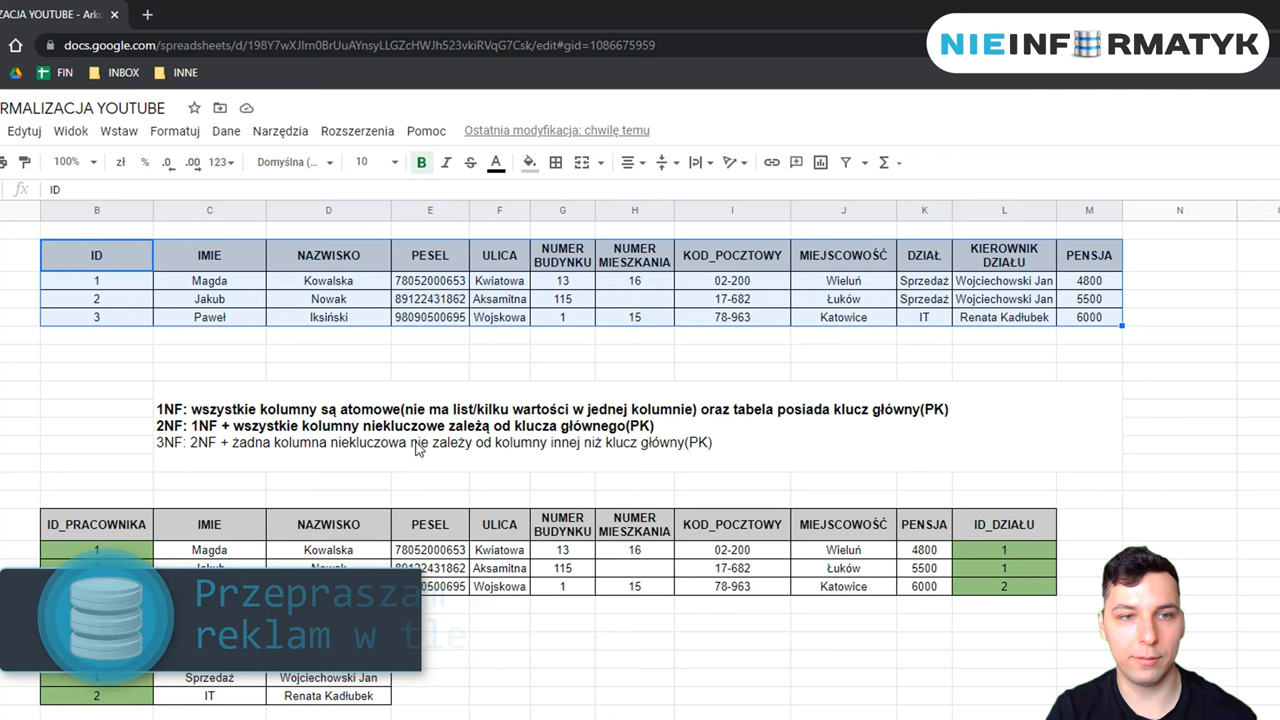 ZACJA YOUTUBE - Arku
docs.google.com/spreadsheets/d/198Y7wXJIrn0BrUuAYnsyLLGZcHWJh523vkiRVqG7Csk/edit#gid=1086675959
NIEINFORMATYK
FIN INBOX INNE
RMALIZACJA YOUTUBE
Edytuj Widok Wstaw Formatuj Dane Narzędzia Rozszerzenia Pomoc Ostatnia modyfikacja: chwilę temu
100% zł % .0 .00 123 Domyślna (... 10 B I S A
fx ID
B C D E F G H I J K L M N
ID IMIE NAZWISKO PESEL ULICA NUMER BUDYNKU NUMER MIESZKANIA KOD_POCZTOWY MIEJSCOWOŚĆ DZIAŁ KIEROWNIK DZIAŁU PENSJA
1 Magda Kowalska 78052000653 Kwiatowa 13 16 02-200 Wieluń Sprzedaż Wojciechowski Jan 4800
2 Jakub Nowak 89122431862 Aksamitna 115 17-682 Łuków Sprzedaż Wojciechowski Jan 5500
3 Paweł Iksiński 98090500695 Wojskowa 1 15 78-963 Katowice IT Renata Kadłubek 6000
1NF: wszystkie kolumny są atomowe(nie ma list/kilku wartości w jednej kolumnie) oraz tabela posiada klucz główny(PK)
2NF: 1NF + wszystkie kolumny niekluczowe zależą od klucza głównego(PK)
3NF: 2NF + żadna kolumna niekluczowa nie zależy od kolumny innej niż klucz główny(PK)
ID_PRACOWNIKA IMIE NAZWISKO PESEL ULICA NUMER BUDYNKU NUMER MIESZKANIA KOD_POCZTOWY MIEJSCOWOŚĆ PENSJA ID_DZIAŁU
1 Magda Kowalska 78052000653 Kwiatowa 13 16 02-200 Wieluń 4800 1
Jakub Nowak 89122431862 Aksamitna 115 17-682 Łuków 5500 1
0500695 Wojskowa 1 15 78-963 Katowice 6000 2
Przepraszam
reklam w tle
1 Sprzedaż Wojciechowski Jan
2 IT Renata Kadłubek